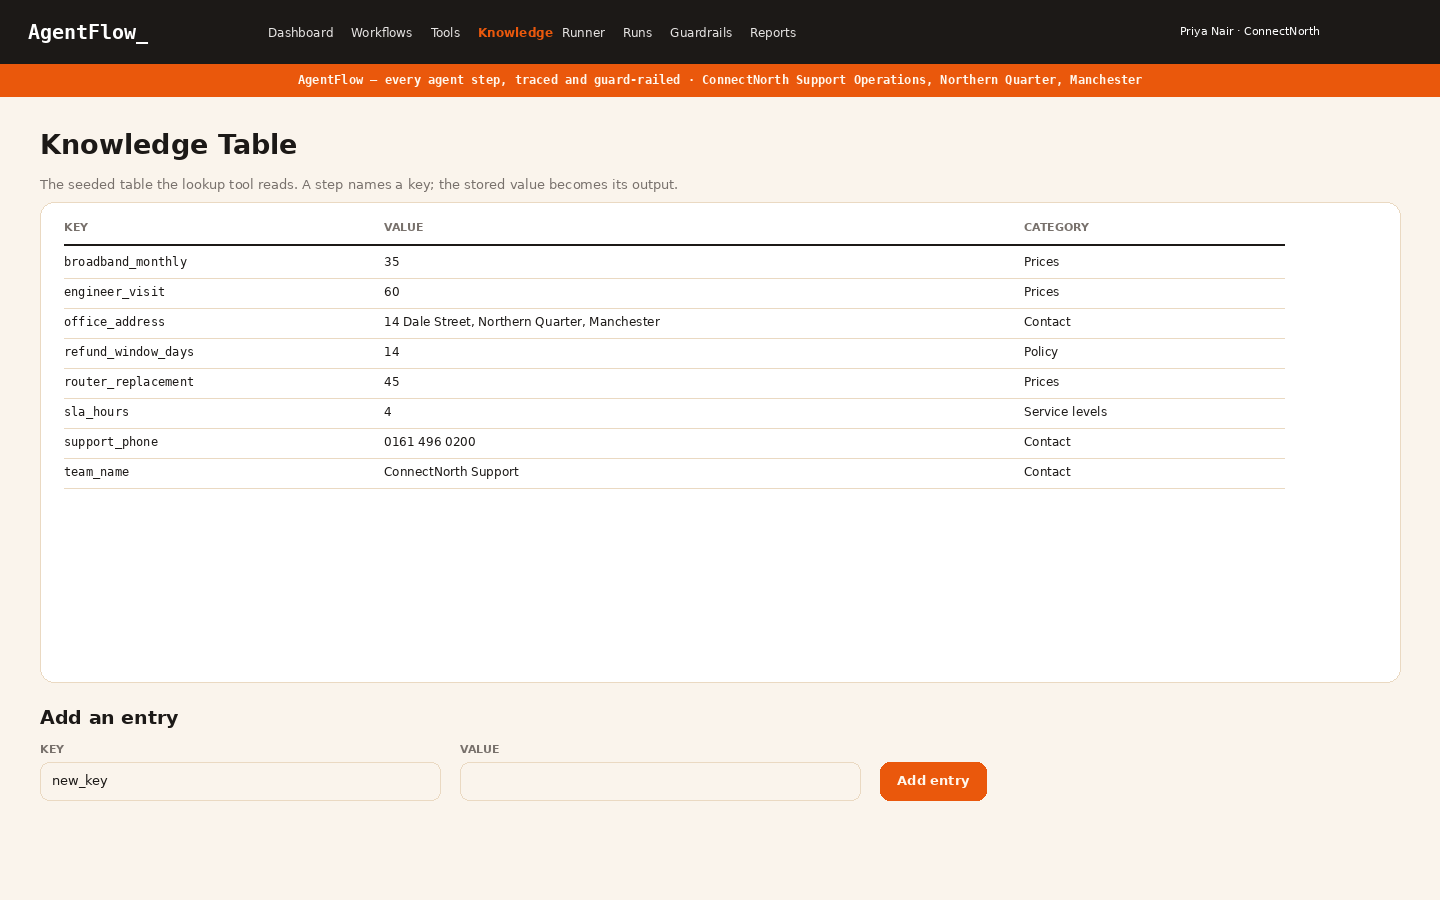 AgentFlow_
Dashboard Workflows Tools Knowledge Runner Runs Guardrails Reports
Priya Nair · ConnectNorth
AgentFlow — every agent step, traced and guard-railed · ConnectNorth Support Operations, Northern Quarter, Manchester
Knowledge Table
The seeded table the lookup tool reads. A step names a key; the stored value becomes its output.
KEY VALUE CATEGORY
broadband_monthly 35 Prices
engineer_visit 60 Prices
office_address 14 Dale Street, Northern Quarter, Manchester Contact
refund_window_days 14 Policy
router_replacement 45 Prices
sla_hours 4 Service levels
support_phone 0161 496 0200 Contact
team_name ConnectNorth Support Contact
Add an entry
KEY VALUE
new_key
Add entry